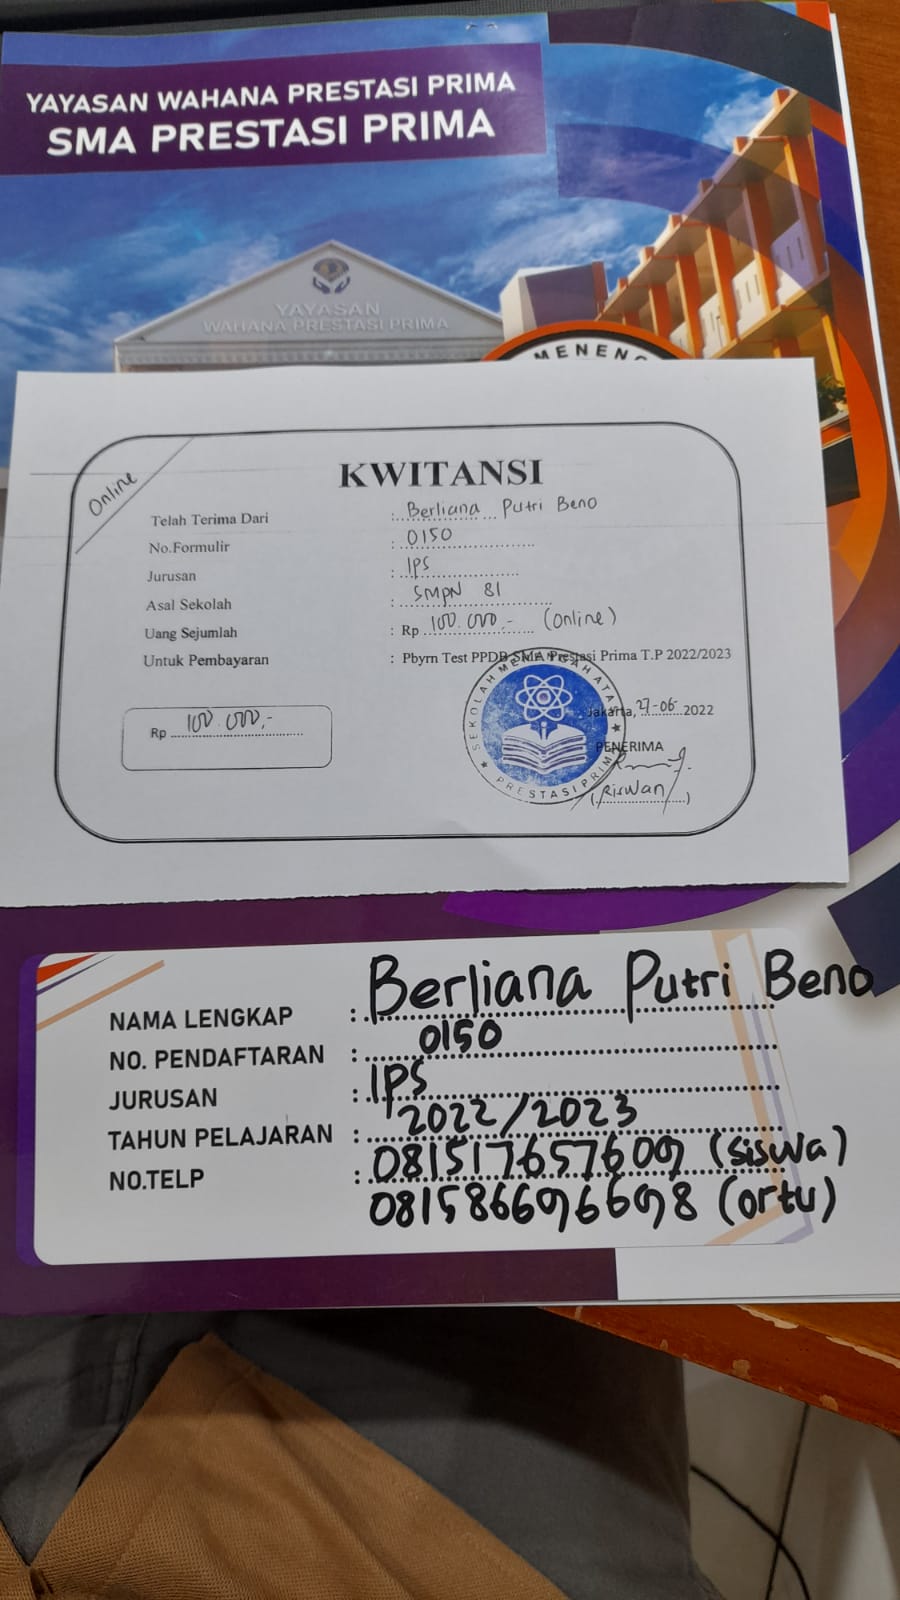 YAYASAN WAHANA PRESTASI PRIMA
SMA PRESTASI PRIMA
YAYASAN
WAHANA PRESTASI PRIMA
MENENG
Online
KWITANSI
Telah Terima Dari : Berliana Putri Beno
No.Formulir : 0150
Jurusan : IPS
Asal Sekolah : SMPN 81
Uang Sejumlah : Rp 100.000,- (Online)
Untuk Pembayaran : Pbyrn Test PPDB SMA Prestasi Prima T.P 2022/2023
Rp 100.000,-
Jakarta, 27-06-2022
PENERIMA
(Riswan)
SEKOLAH MENENGAH ATAS
PRESTASI PRIMA
NAMA LENGKAP : Berliana Putri Beno
NO. PENDAFTARAN : 0150
JURUSAN : IPS
TAHUN PELAJARAN : 2022/2023
NO.TELP : 081517657609 (siswa)
081586696698 (ortu)